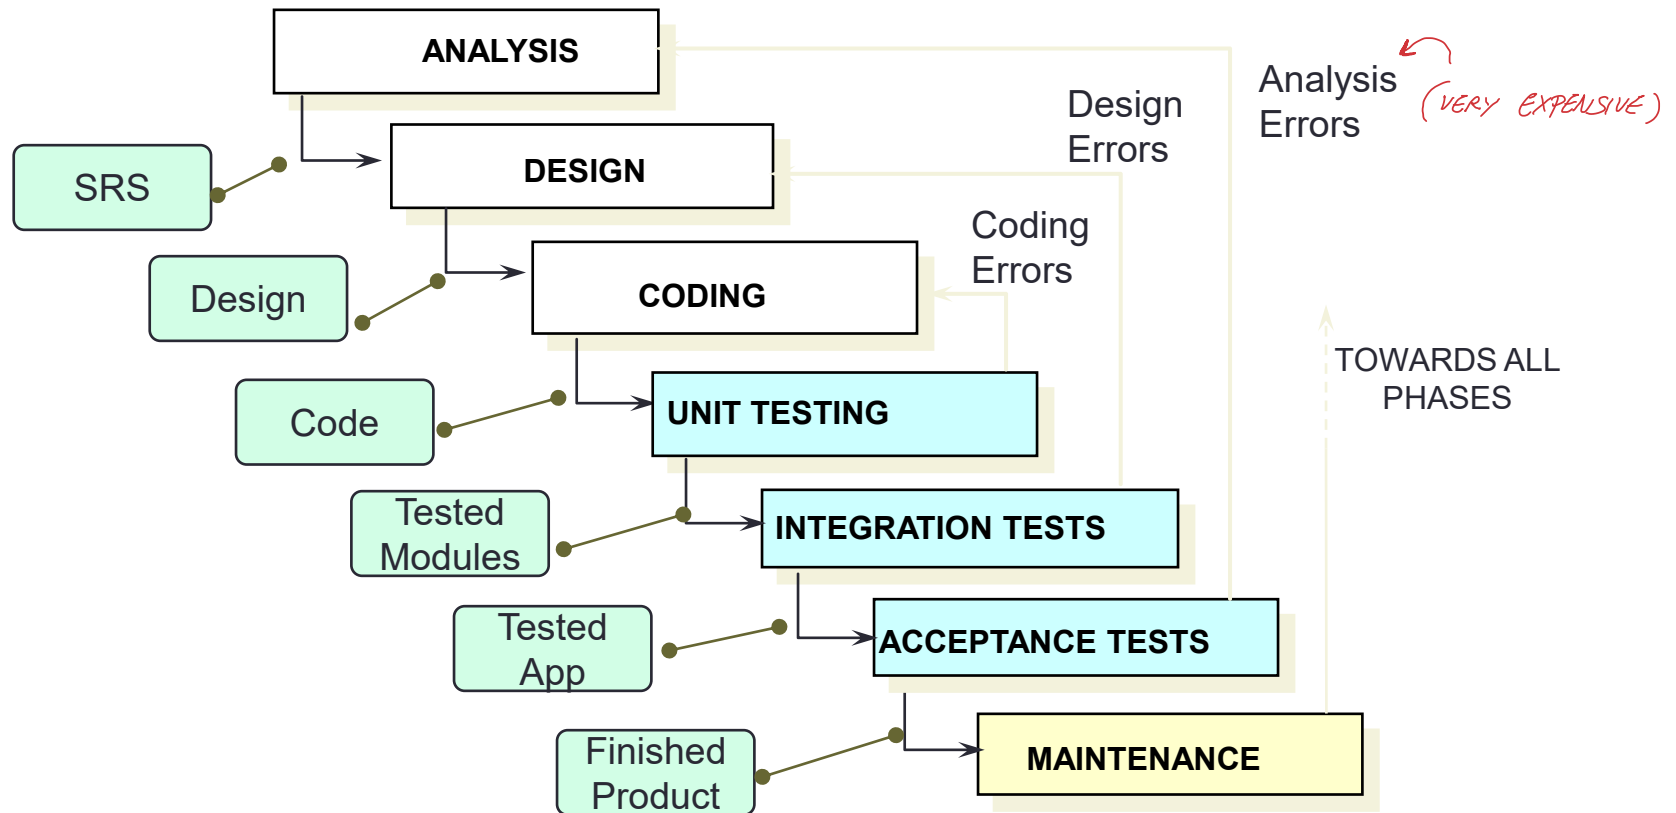 ANALYSIS
Analysis
Errors
(VERY EXPENSIVE)
Design
Errors
SRS
DESIGN
Coding
Errors
Design
CODING
TOWARDS ALL
PHASES
Code
UNIT TESTING
Tested
Modules
INTEGRATION TESTS
Tested
App
ACCEPTANCE TESTS
Finished
Product
MAINTENANCE